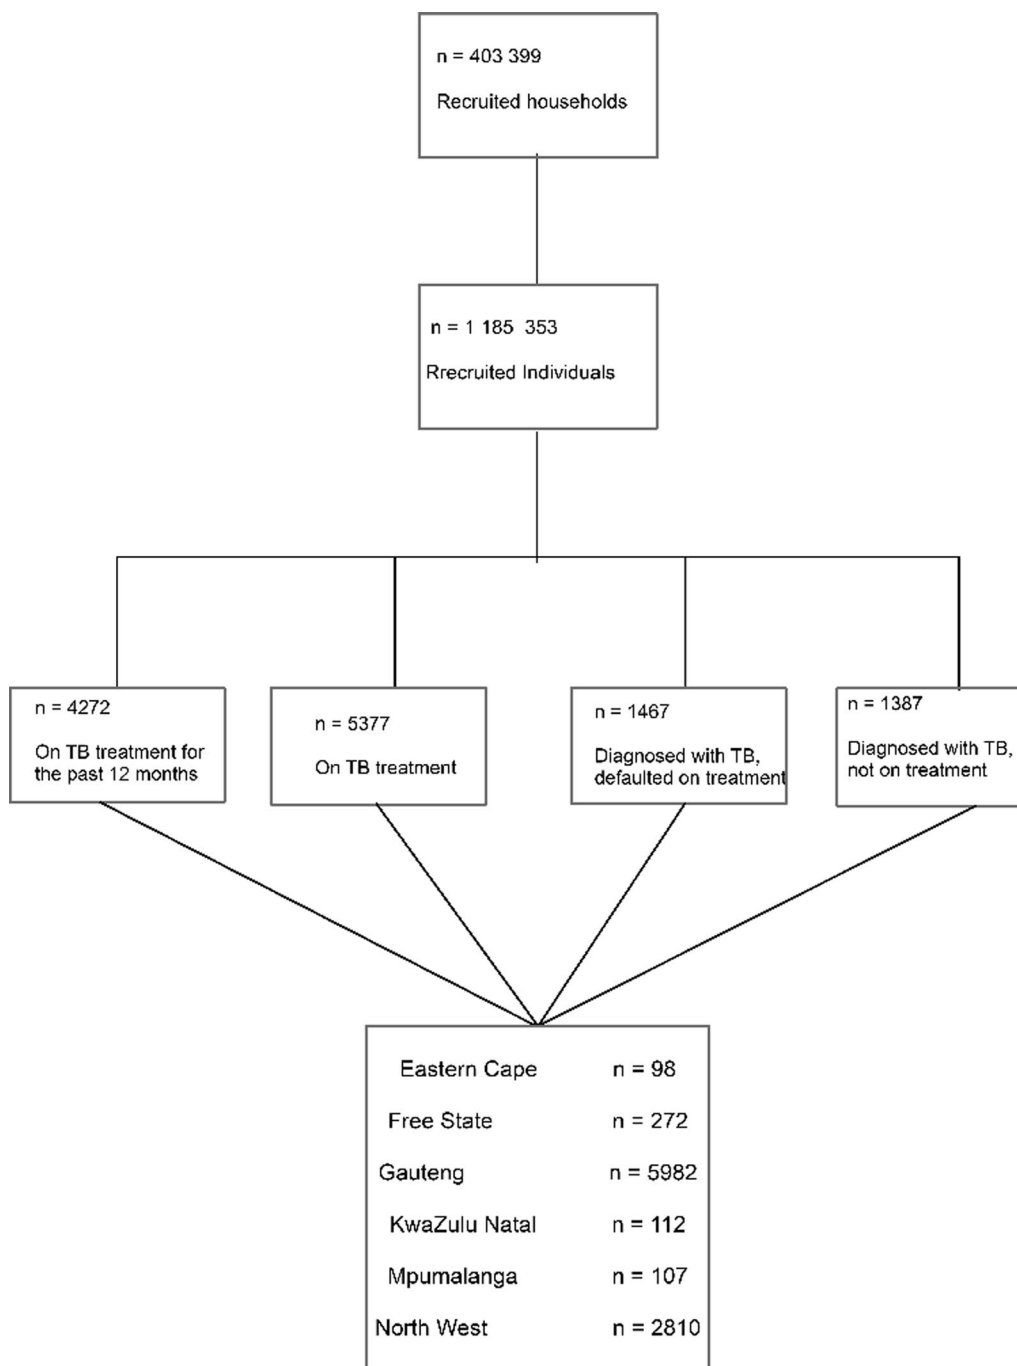 n = 403 399
Recruited households
n = 1 185 353
Rrecruited Individuals
n = 4272
On TB treatment for
the past 12 months
n = 5377
On TB treatment
n = 1467
Diagnosed with TB,
defaulted on treatment
n = 1387
Diagnosed with TB,
not on treatment
Eastern Cape n = 98
Free State n = 272
Gauteng n = 5982
KwaZulu Natal n = 112
Mpumalanga n = 107
North West n = 2810